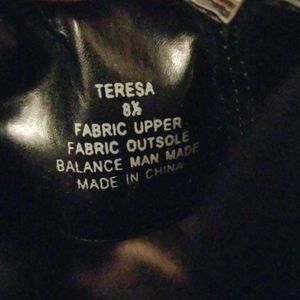 TERESA
8½
FABRIC UPPER
FABRIC OUTSOLE
BALANCE MAN MADE
MADE IN CHINA